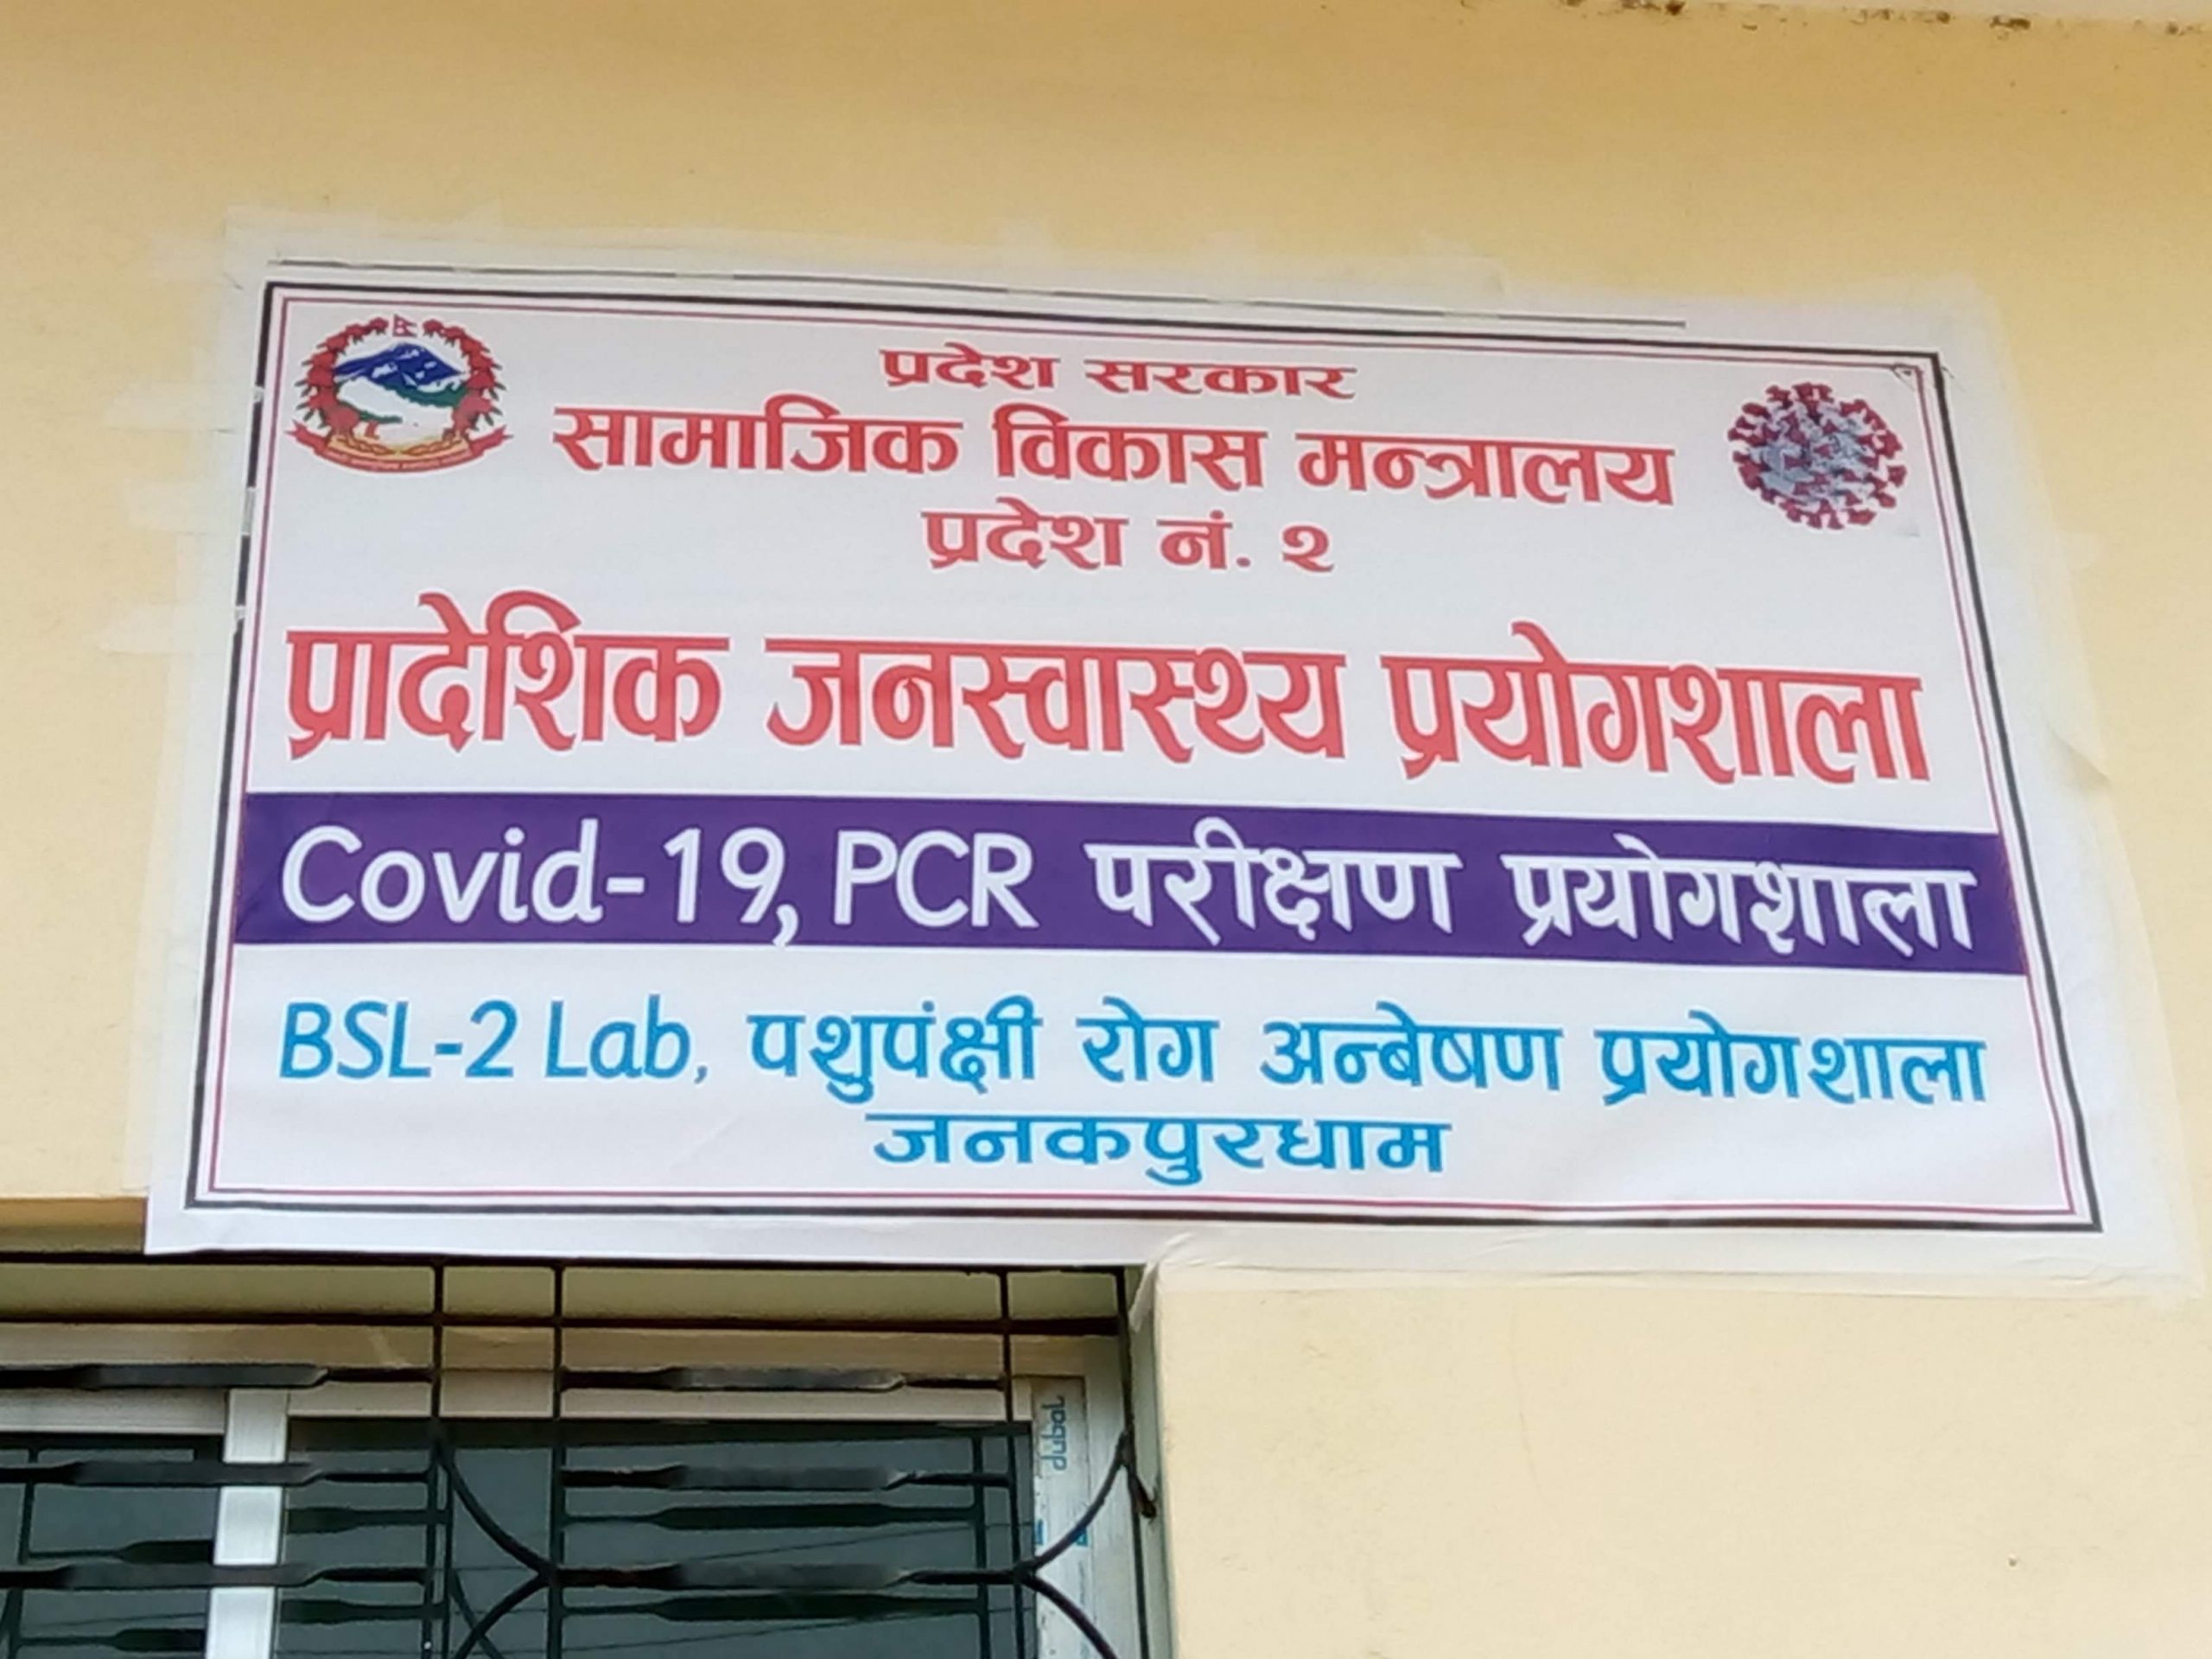 प्रदेश सरकार
सामाजिक विकास मन्त्रालय
प्रदेश नं. २
प्रादेशिक जनस्वास्थ्य प्रयोगशाला
Covid-19, PCR परीक्षण प्रयोगशाला
BSL-2 Lab, पशुपंक्षी रोग अन्बेषण प्रयोगशाला
जनकपुरधाम
dubal